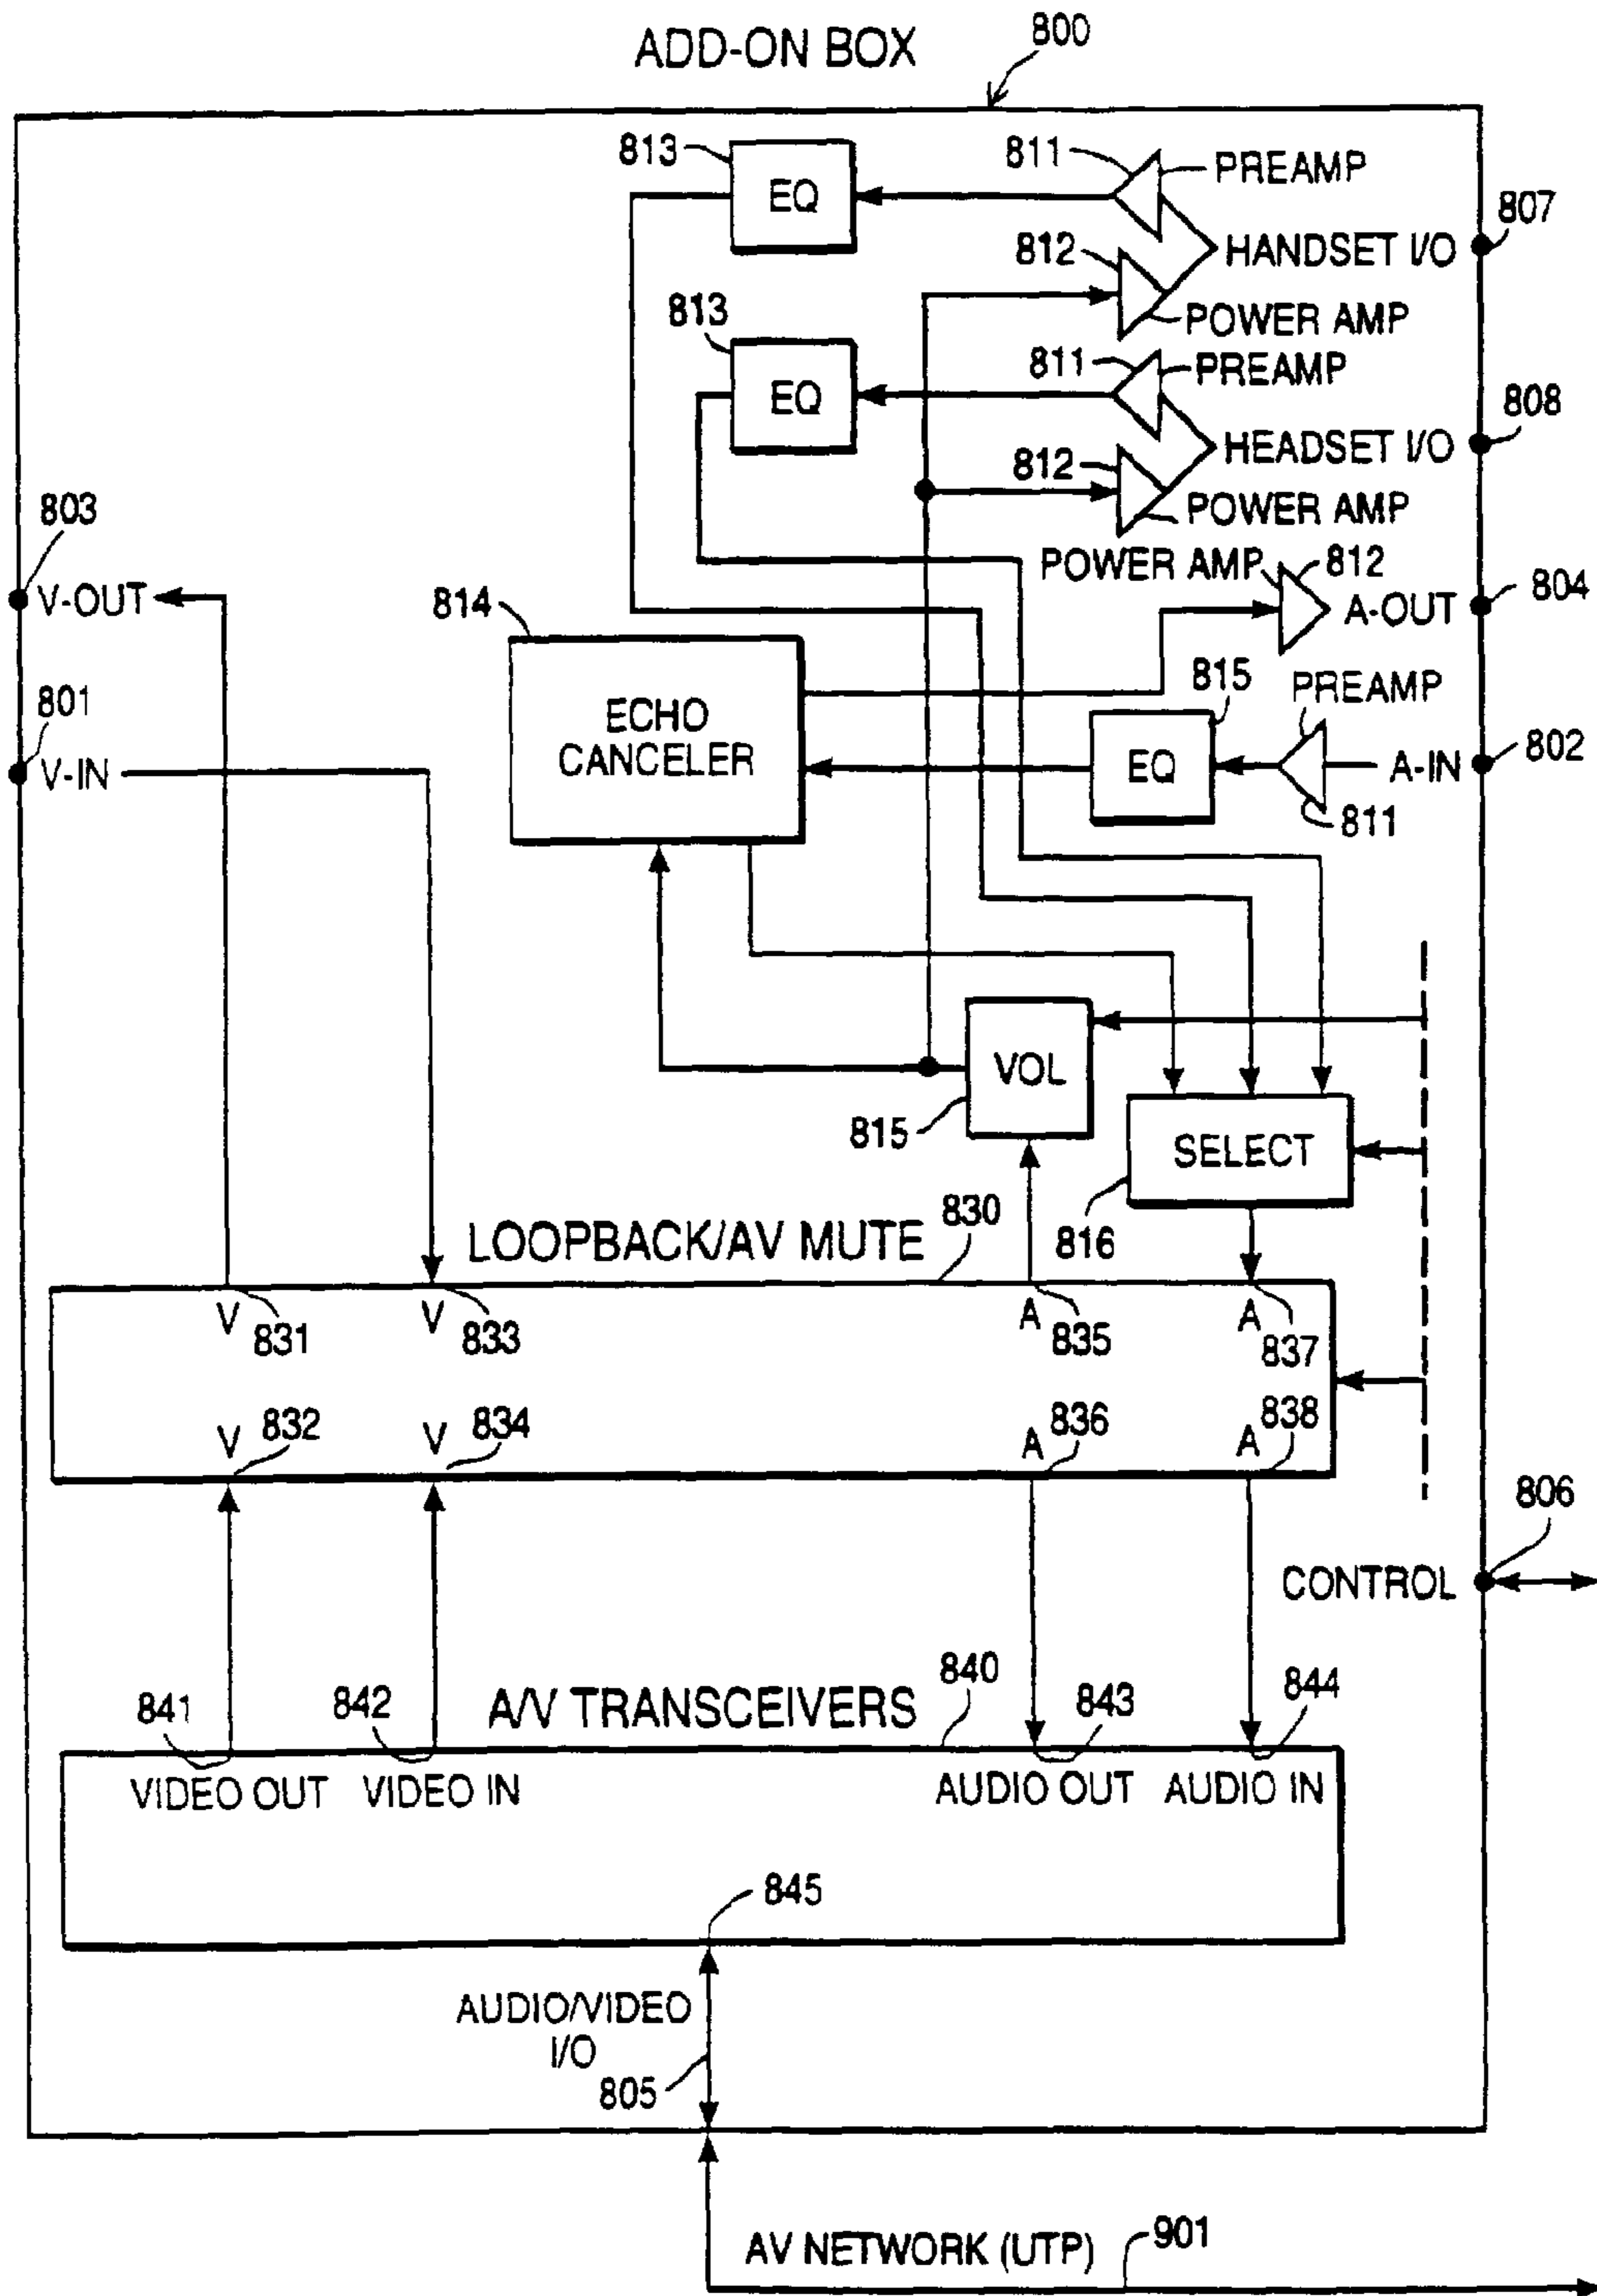 ADD-ON BOX
800
813
EQ
811
PREAMP
807
HANDSET I/O
812
POWER AMP
813
EQ
811
PREAMP
808
HEADSET I/O
812
POWER AMP
803
V-OUT
814
POWER AMP
812
A-OUT
804
801
V-IN
ECHO
CANCELER
815
EQ
PREAMP
A-IN
802
811
VOL
815
SELECT
816
LOOPBACK/AV MUTE
830
V
831
V
833
A
835
A
837
V
832
V
834
A
836
A
838
806
CONTROL
A/V TRANSCEIVERS
840
841
842
843
844
VIDEO OUT
VIDEO IN
AUDIO OUT
AUDIO IN
845
AUDIO/VIDEO
I/O
805
AV NETWORK (UTP)
901